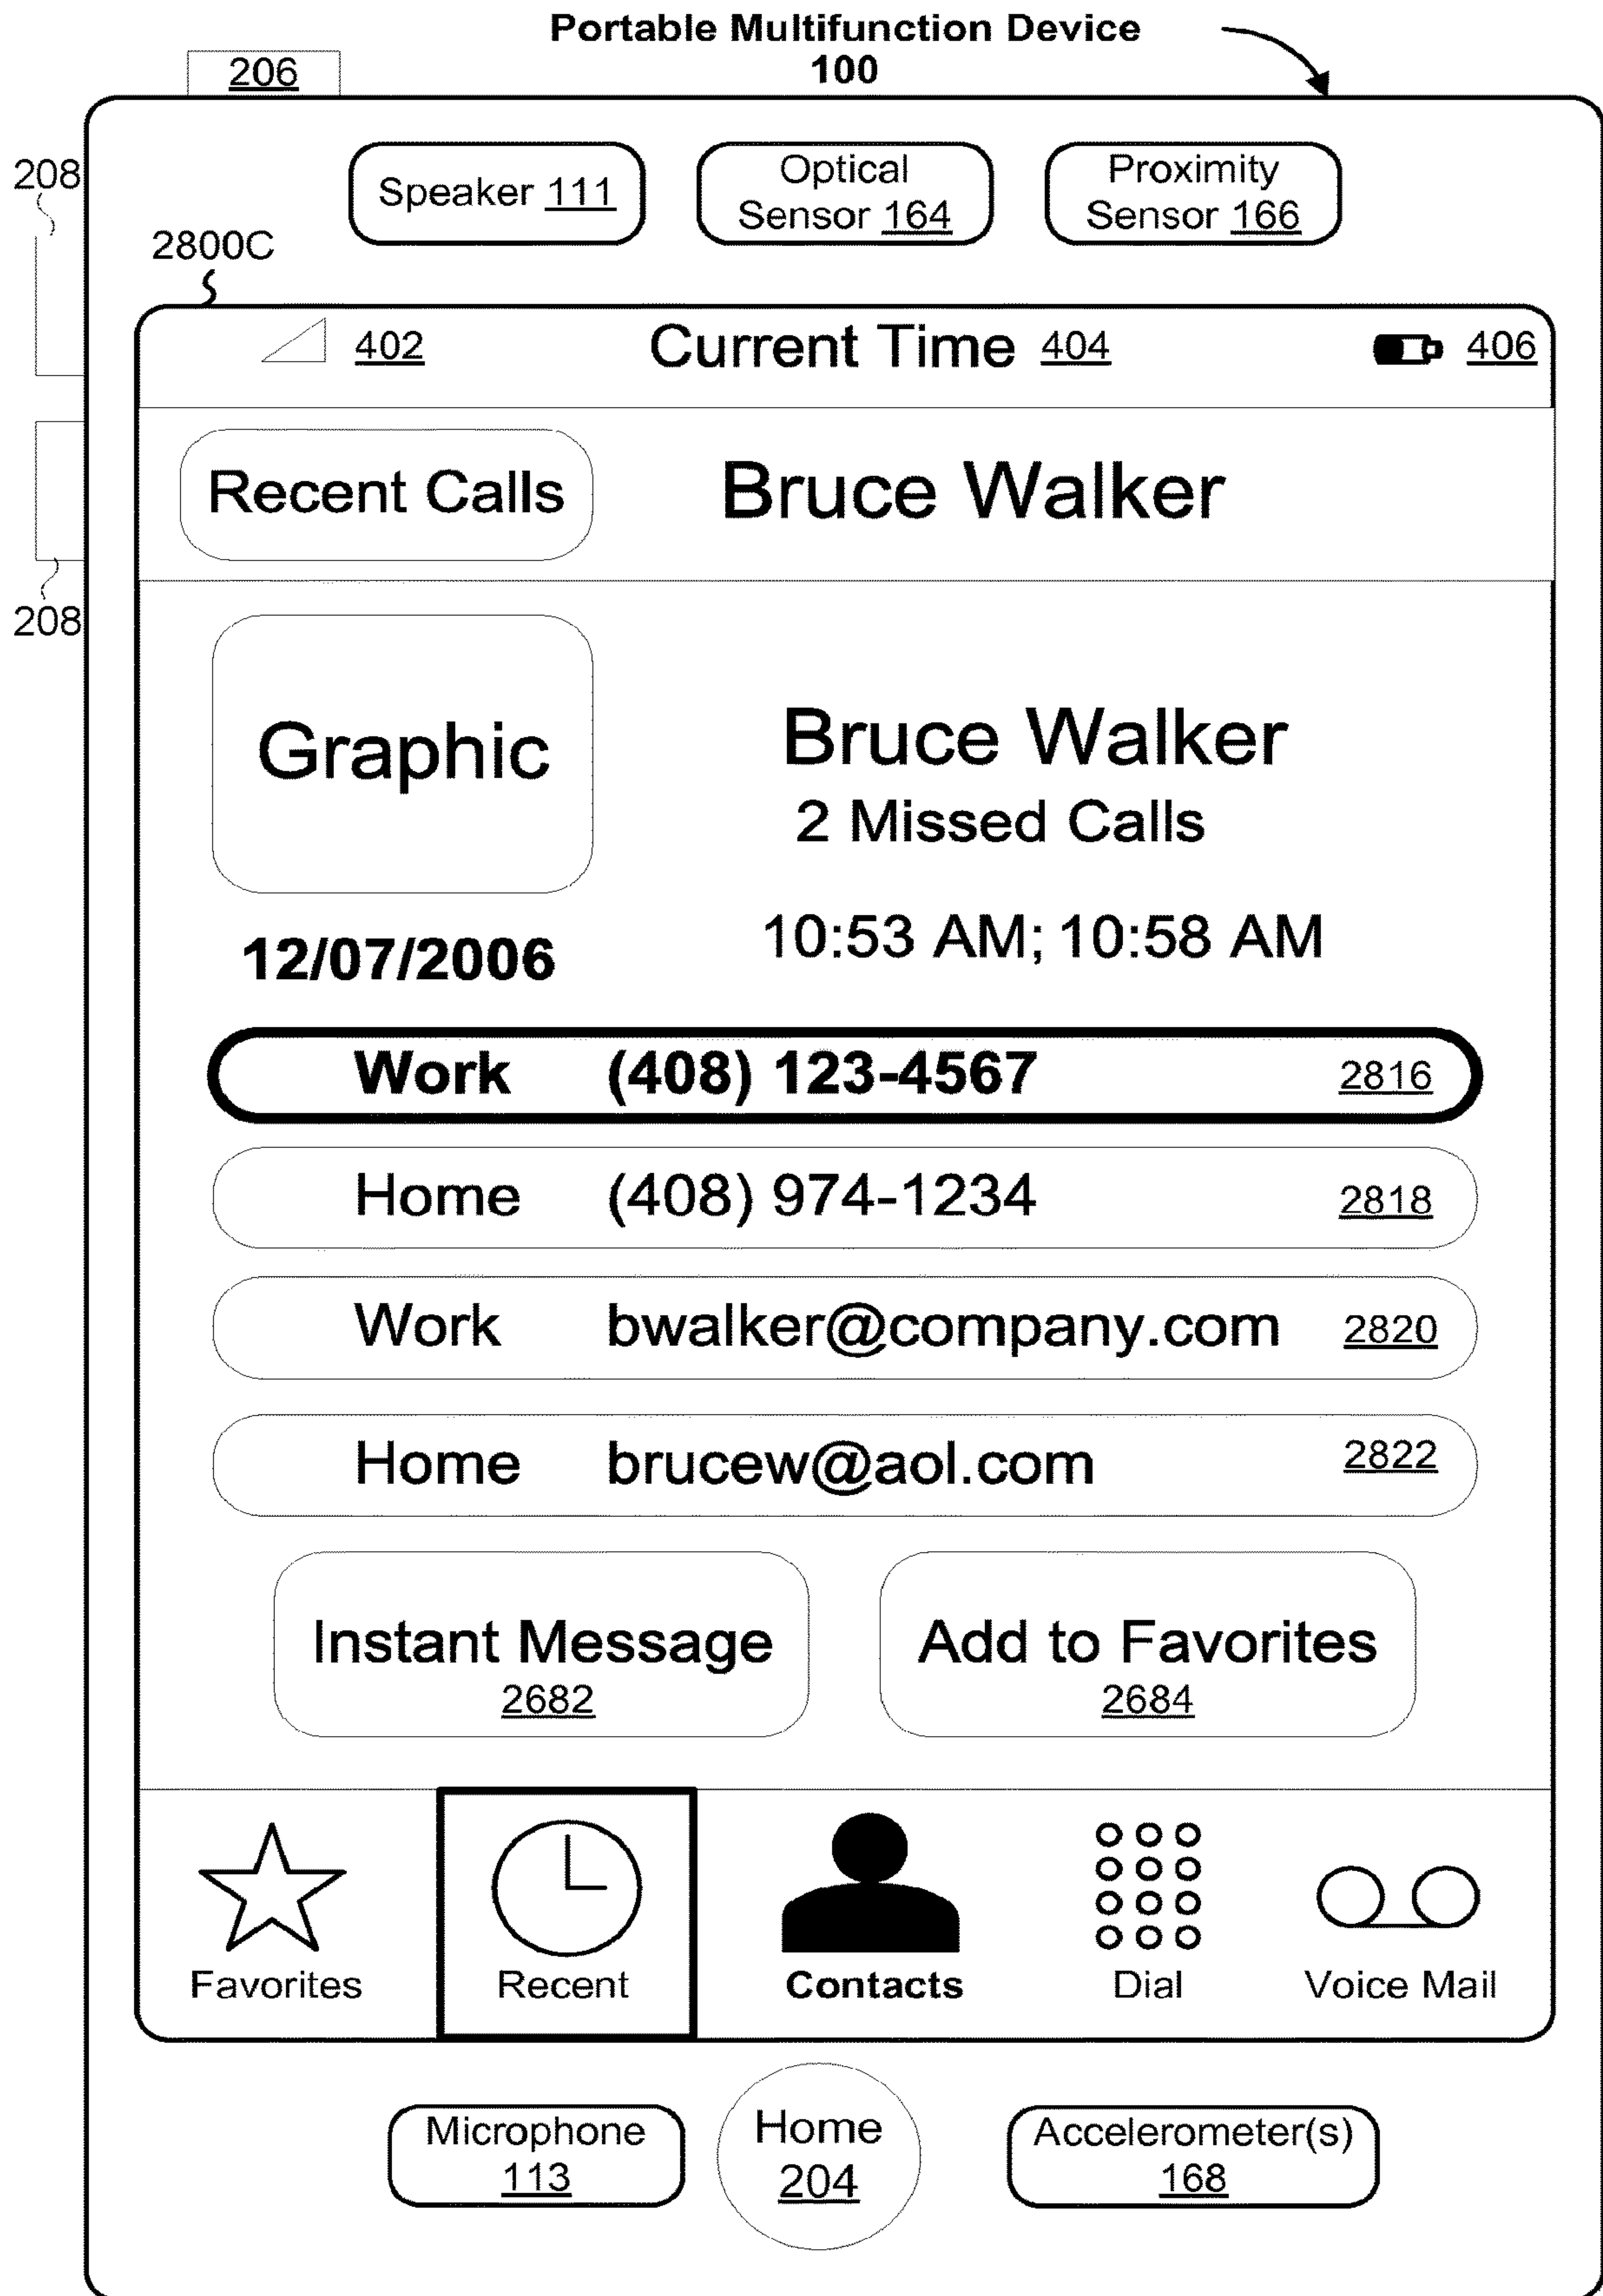 Portable Multifunction Device
100
206
208
Speaker 111
Optical
Sensor 164
Proximity
Sensor 166
2800C
402
Current Time 404
406
Recent Calls
Bruce Walker
208
Graphic
Bruce Walker
2 Missed Calls
12/07/2006
10:53 AM; 10:58 AM
Work (408) 123-4567 2816
Home (408) 974-1234 2818
Work bwalker@company.com 2820
Home brucew@aol.com 2822
Instant Message
2682
Add to Favorites
2684
Favorites
Recent
Contacts
Dial
Voice Mail
Microphone
113
Home
204
Accelerometer(s)
168